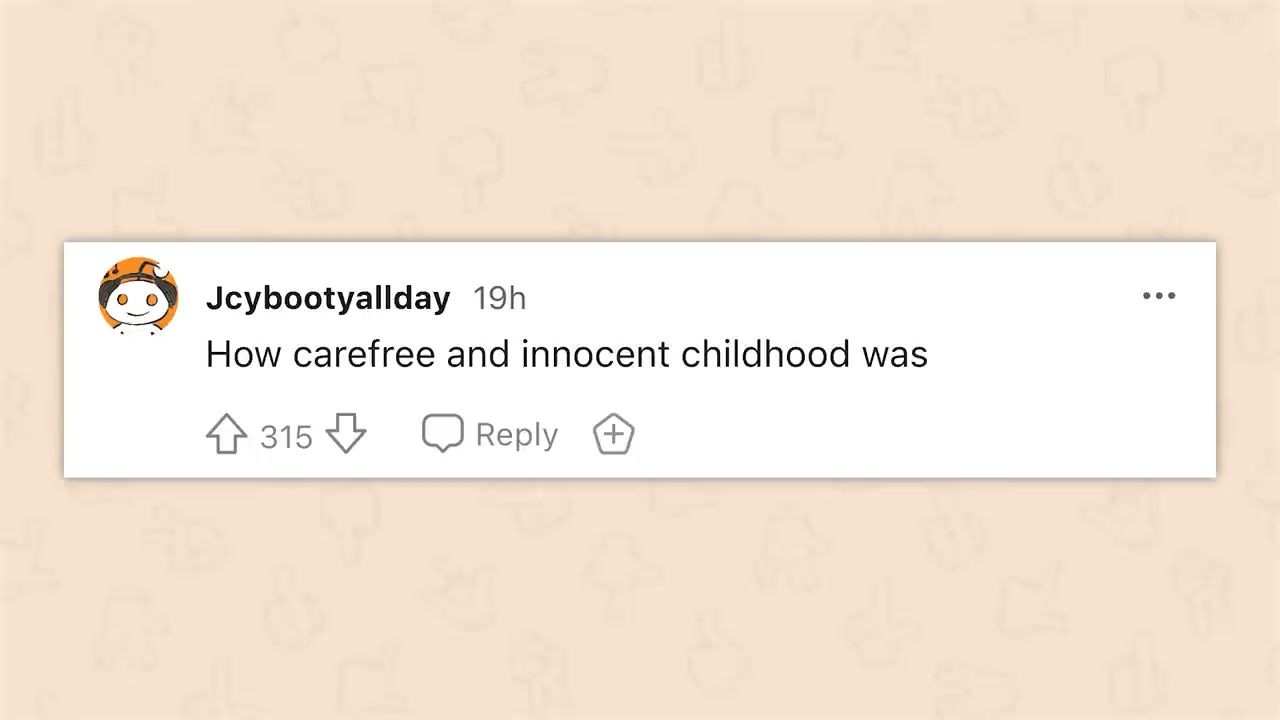 Jcybootyallday 19h
How carefree and innocent childhood was
315 Reply